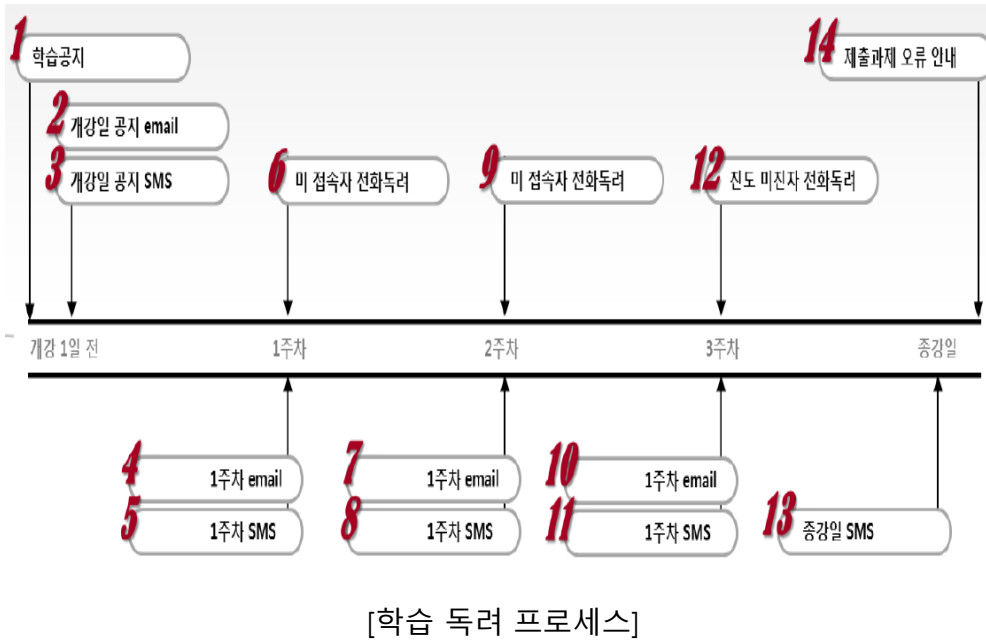 1 학습공지
14 제출과제 오류 안내
2 개강일 공지 email
3 개강일 공지 SMS
6 미 접속자 전화독려
9 미 접속자 전화독려
12 진도 미진자 전화독려
개강 1일 전
1주차
2주차
3주차
종강일
4 1주차 email
7 1주차 email
10 1주차 email
5 1주차 SMS
8 1주차 SMS
11 1주차 SMS
13 종강일 SMS
[학습 독려 프로세스]